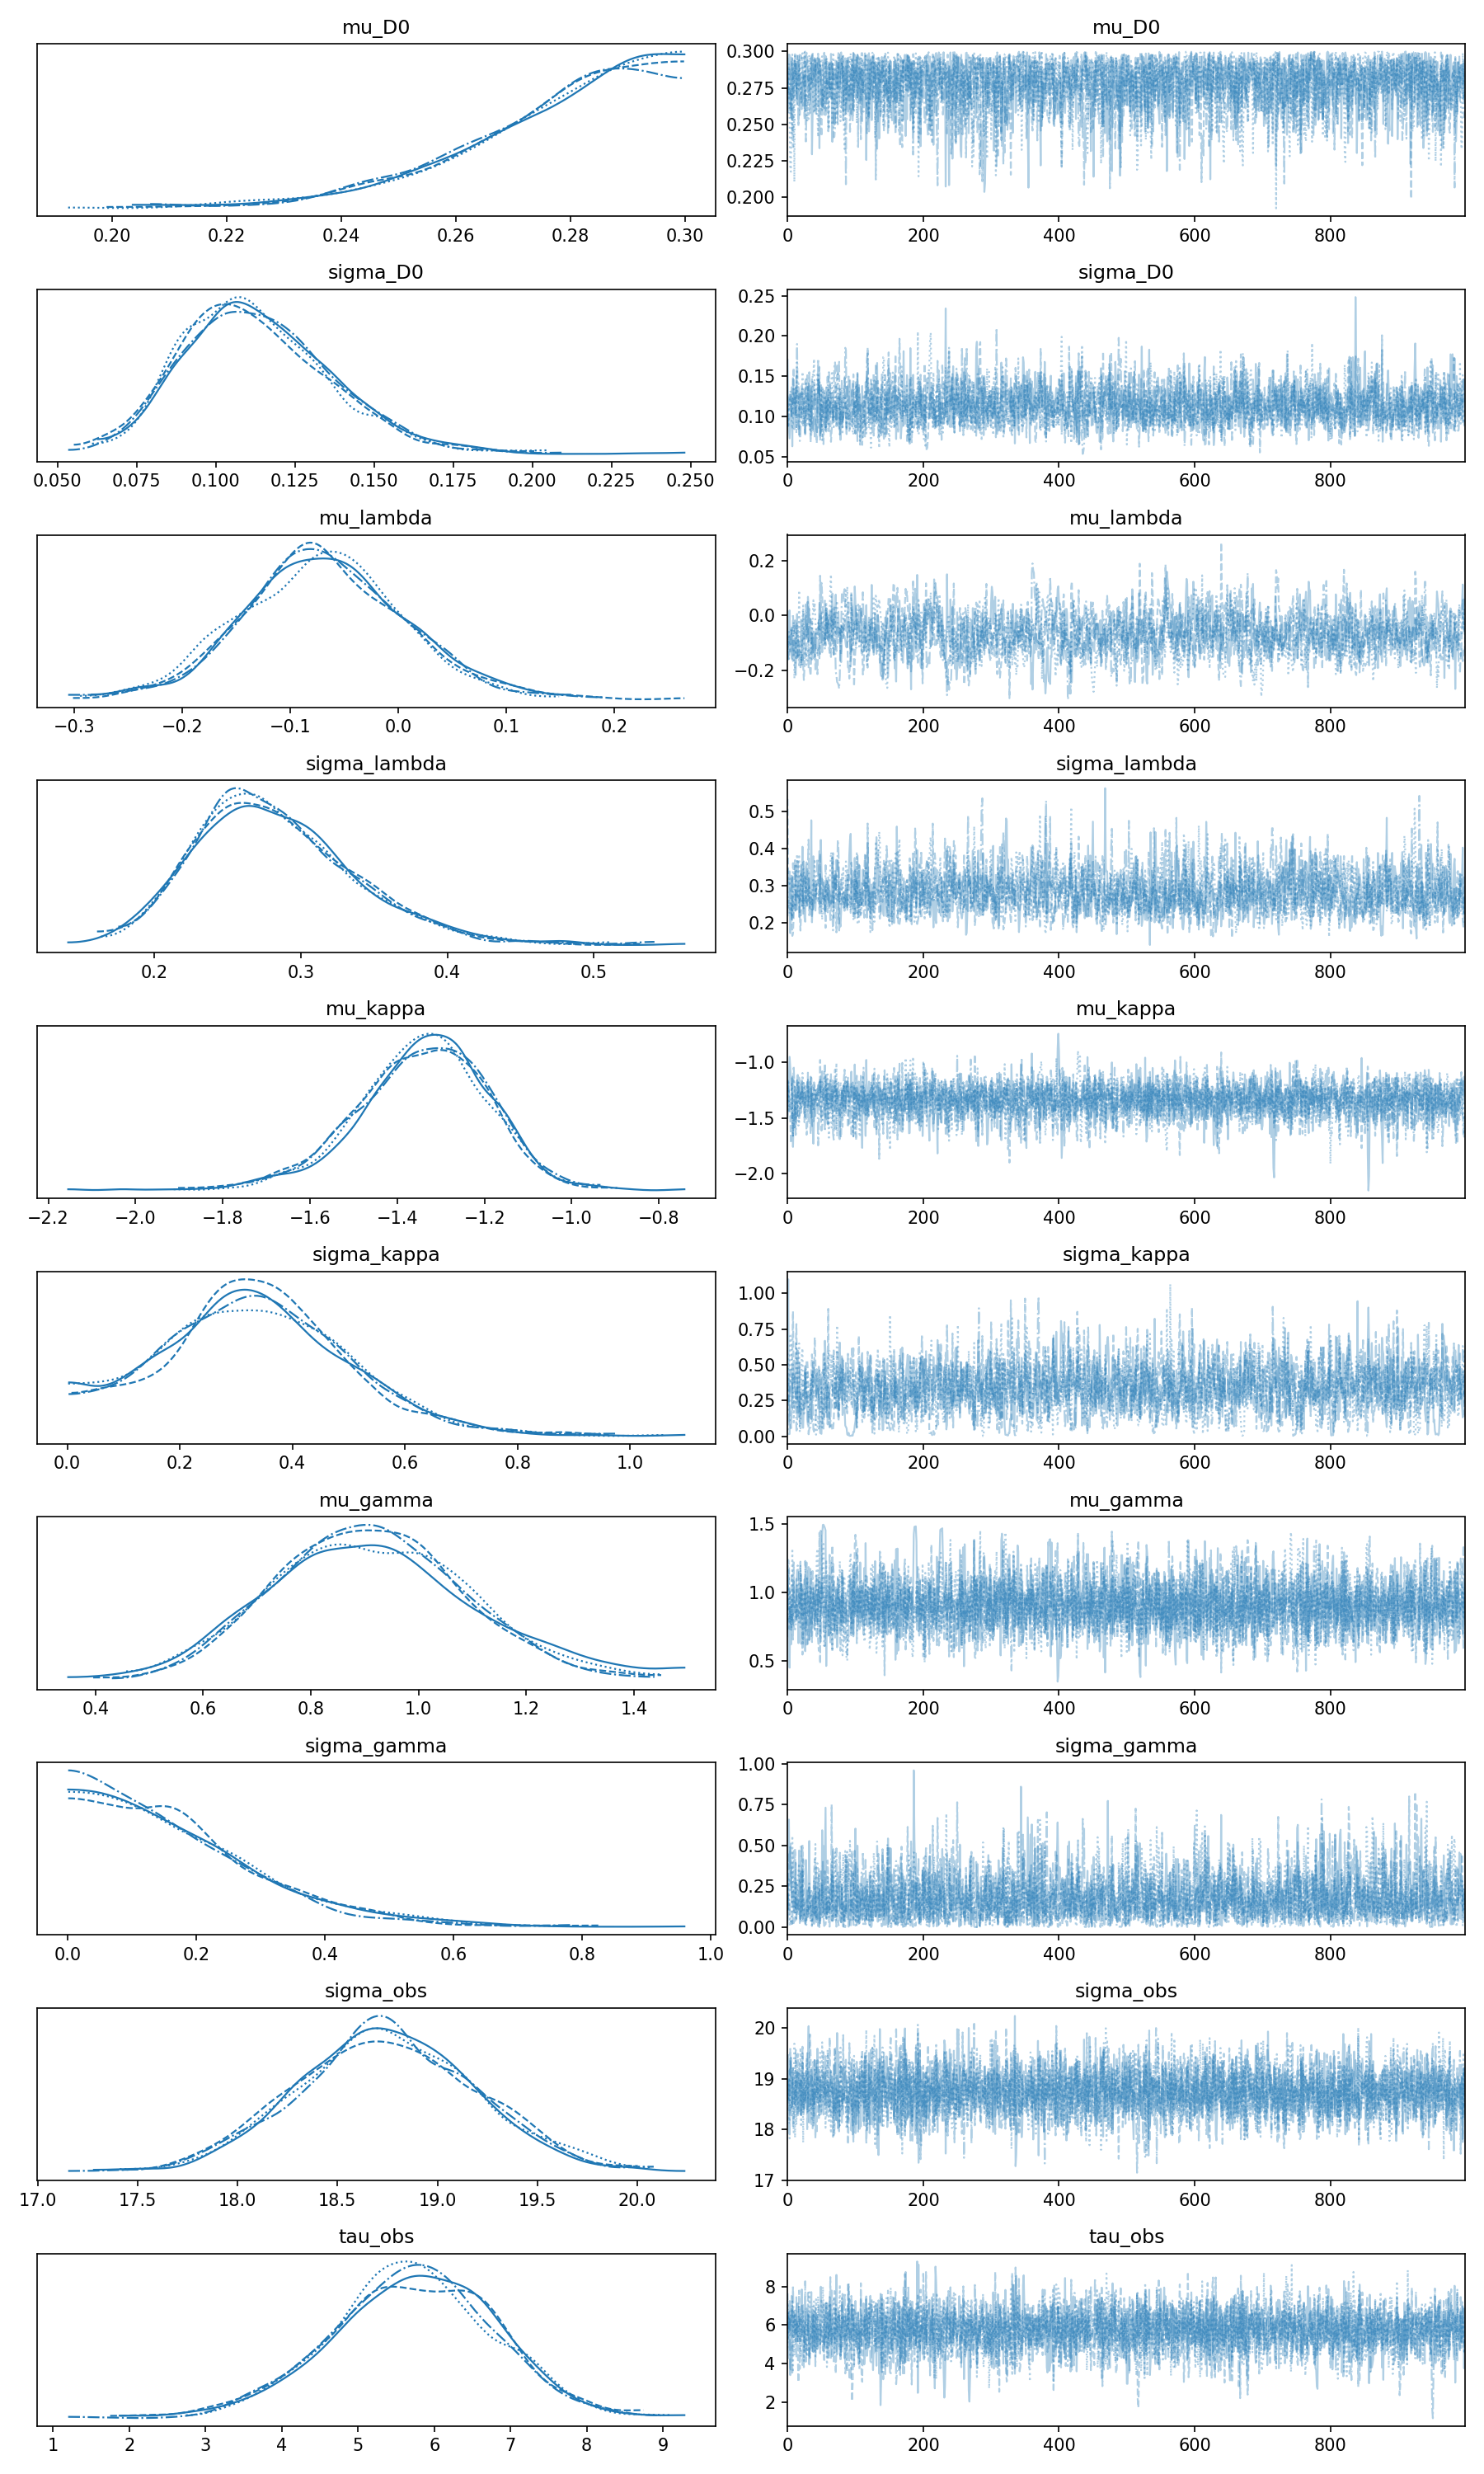 mu_D0 mu_D0
0.300
0.275
0.250
0.225
0.200
0.20 0.22 0.24 0.26 0.28 0.30 0 200 400 600 800
sigma_D0 sigma_D0
0.25
0.20
0.15
0.10
0.05
0.050 0.075 0.100 0.125 0.150 0.175 0.200 0.225 0.250 0 200 400 600 800
mu_lambda mu_lambda
0.2
0.0
−0.2
−0.3 −0.2 −0.1 0.0 0.1 0.2 0 200 400 600 800
sigma_lambda sigma_lambda
0.5
0.4
0.3
0.2
0.2 0.3 0.4 0.5 0 200 400 600 800
mu_kappa mu_kappa
−1.0
−1.5
−2.0
−2.2 −2.0 −1.8 −1.6 −1.4 −1.2 −1.0 −0.8 0 200 400 600 800
sigma_kappa sigma_kappa
1.00
0.75
0.50
0.25
0.00
0.0 0.2 0.4 0.6 0.8 1.0 0 200 400 600 800
mu_gamma mu_gamma
1.5
1.0
0.5
0.4 0.6 0.8 1.0 1.2 1.4 0 200 400 600 800
sigma_gamma sigma_gamma
1.00
0.75
0.50
0.25
0.00
0.0 0.2 0.4 0.6 0.8 1.0 0 200 400 600 800
sigma_obs sigma_obs
20
19
18
17
17.0 17.5 18.0 18.5 19.0 19.5 20.0 0 200 400 600 800
tau_obs tau_obs
8
6
4
2
1 2 3 4 5 6 7 8 9 0 200 400 600 800